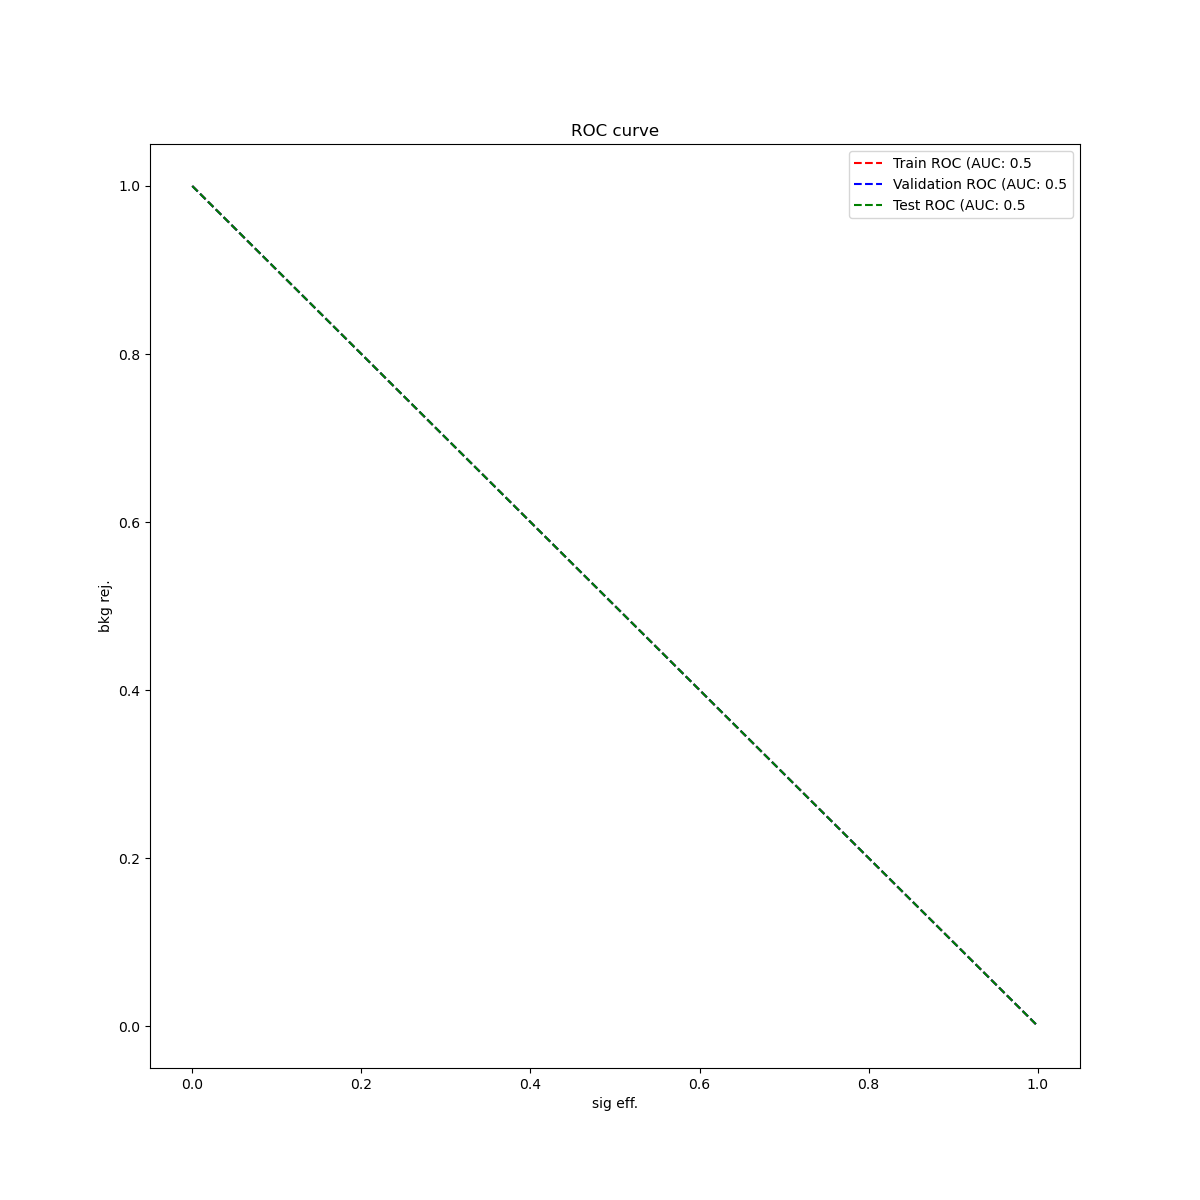 ROC curve
Train ROC (AUC: 0.5
Validation ROC (AUC: 0.5
Test ROC (AUC: 0.5
1.0
0.8
0.6
0.4
0.2
0.0
bkg rej.
0.0 0.2 0.4 0.6 0.8 1.0
sig eff.